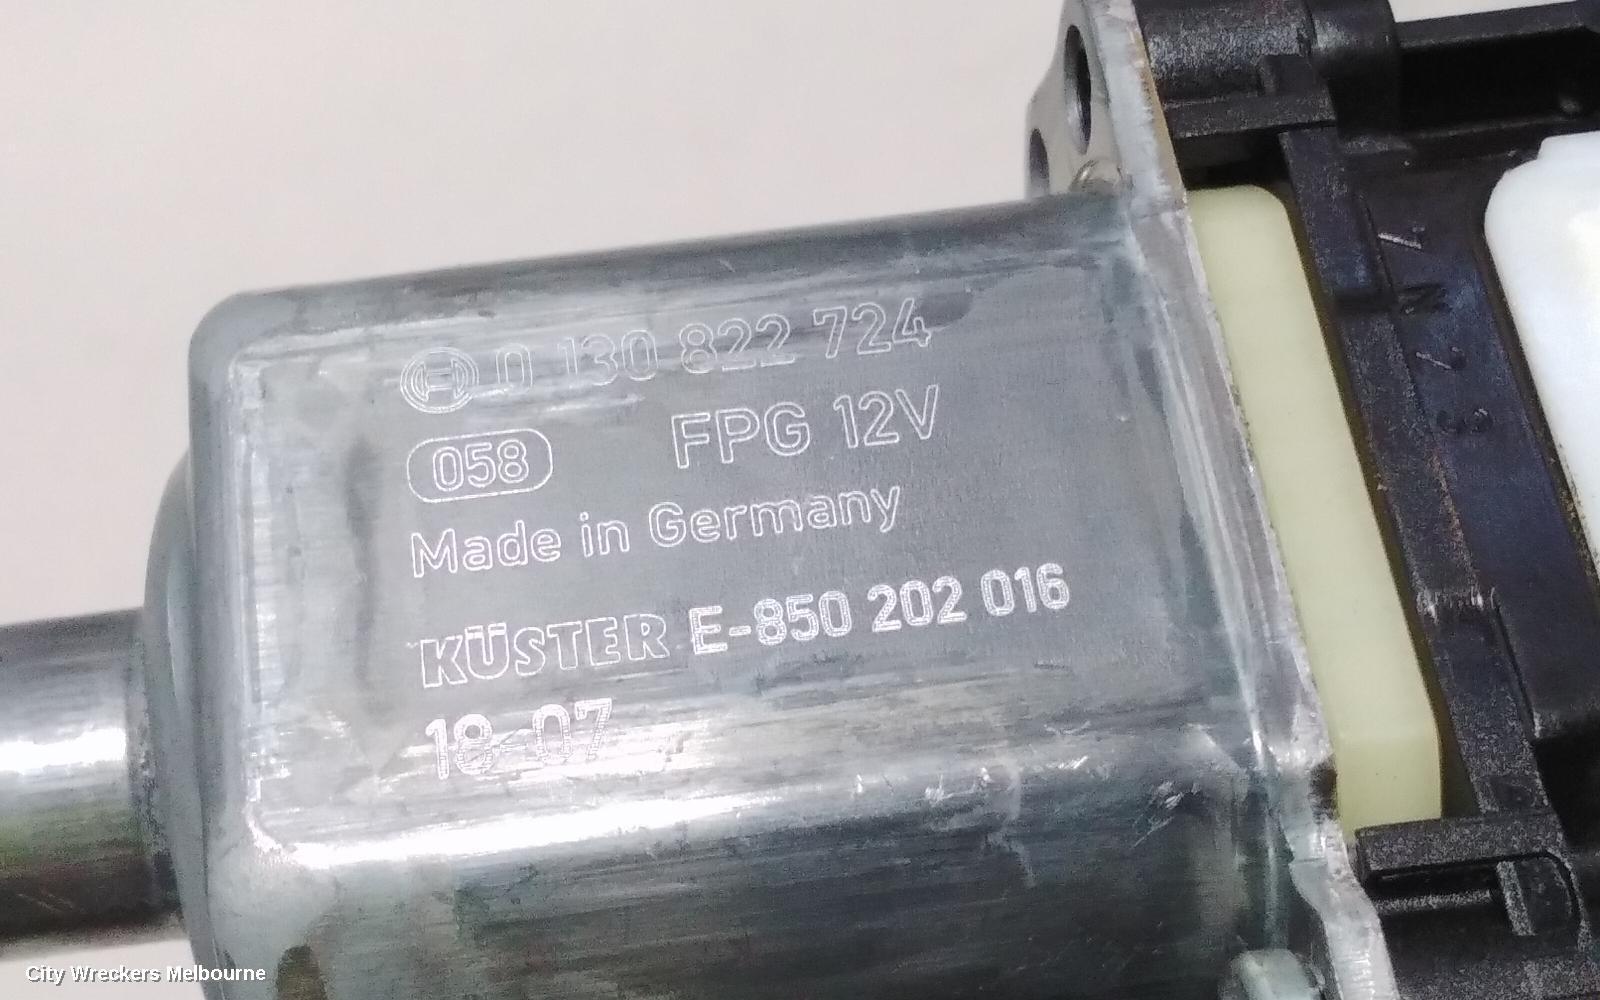 0 130 822 724
058 FPG 12V
Made in Germany
KÜSTER E-850 202 016
18-07
City Wreckers Melbourne